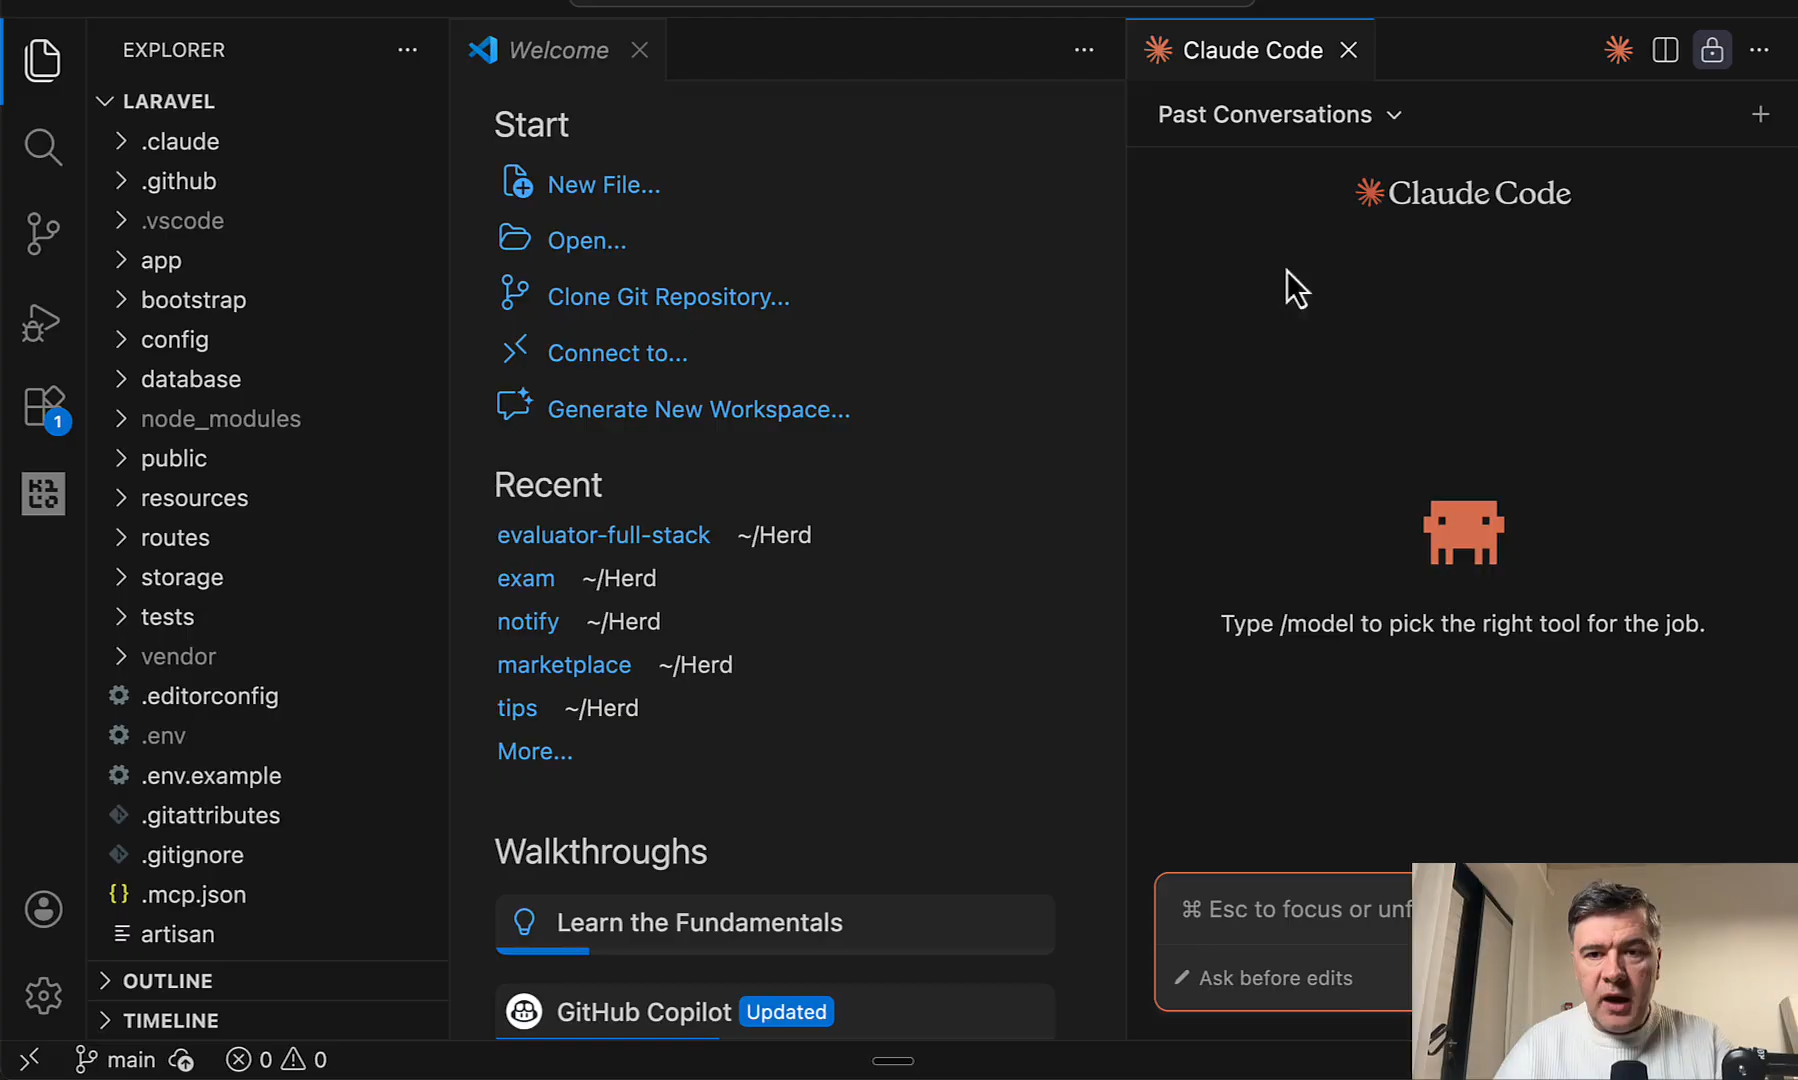 EXPLORER
LARAVEL
.claude
.github
.vscode
app
bootstrap
config
database
node_modules
public
resources
routes
storage
tests
vendor
.editorconfig
.env
.env.example
.gitattributes
.gitignore
.mcp.json
artisan
OUTLINE
TIMELINE
1
main
0
0
Welcome
Start
New File...
Open...
Clone Git Repository...
Connect to...
Generate New Workspace...
Recent
evaluator-full-stack ~/Herd
exam ~/Herd
notify ~/Herd
marketplace ~/Herd
tips ~/Herd
More...
Walkthroughs
Learn the Fundamentals
GitHub Copilot Updated
Claude Code
Past Conversations
Claude Code
Type /model to pick the right tool for the job.
⌘ Esc to focus or unf
Ask before edits